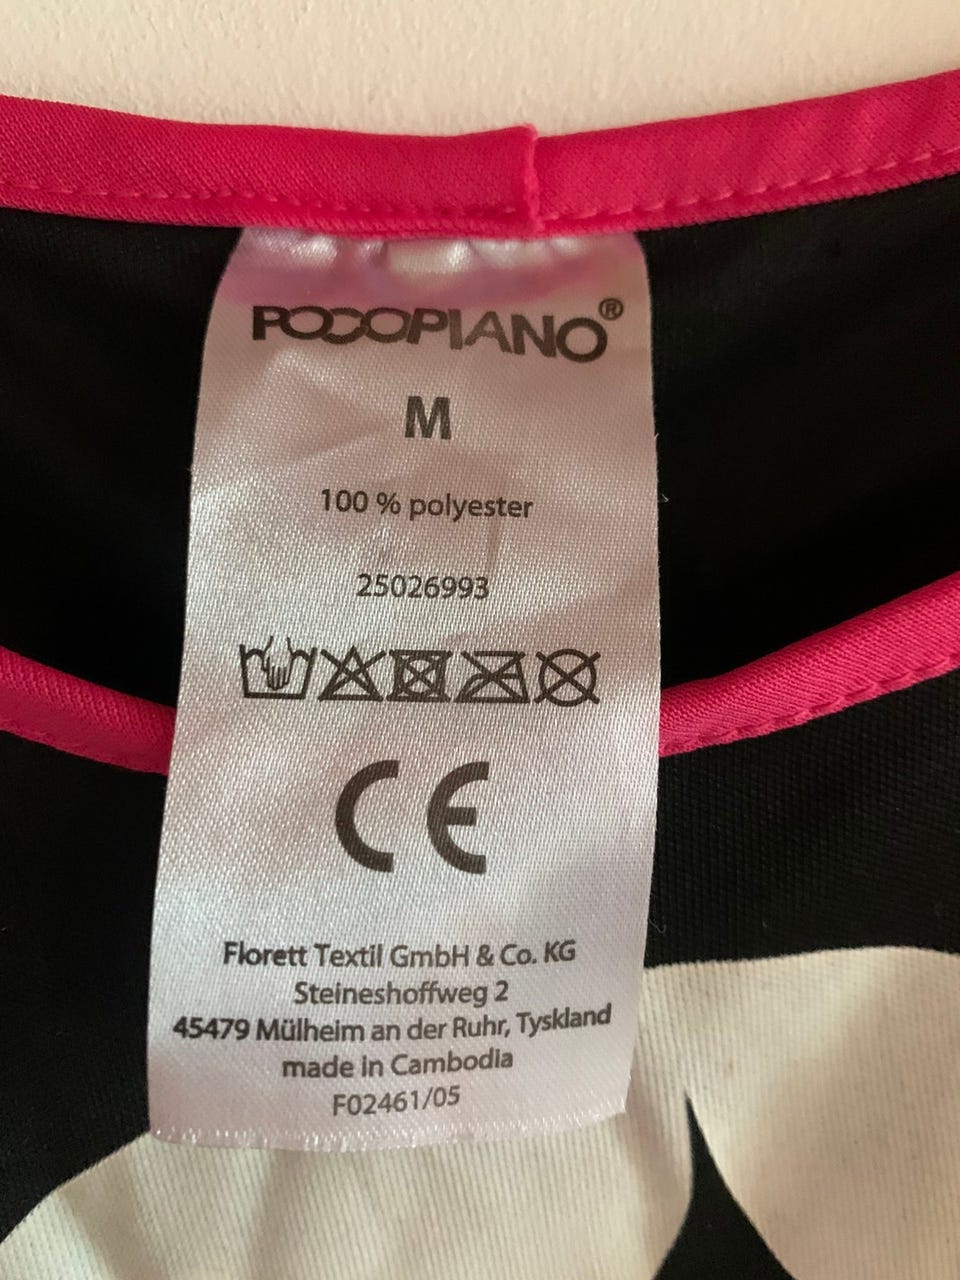 POCOPIANO®
M
100 % polyester
25026993
CE
Florett Textil GmbH & Co. KG
Steineshoffweg 2
45479 Mülheim an der Ruhr, Tyskland
made in Cambodia
F02461/05